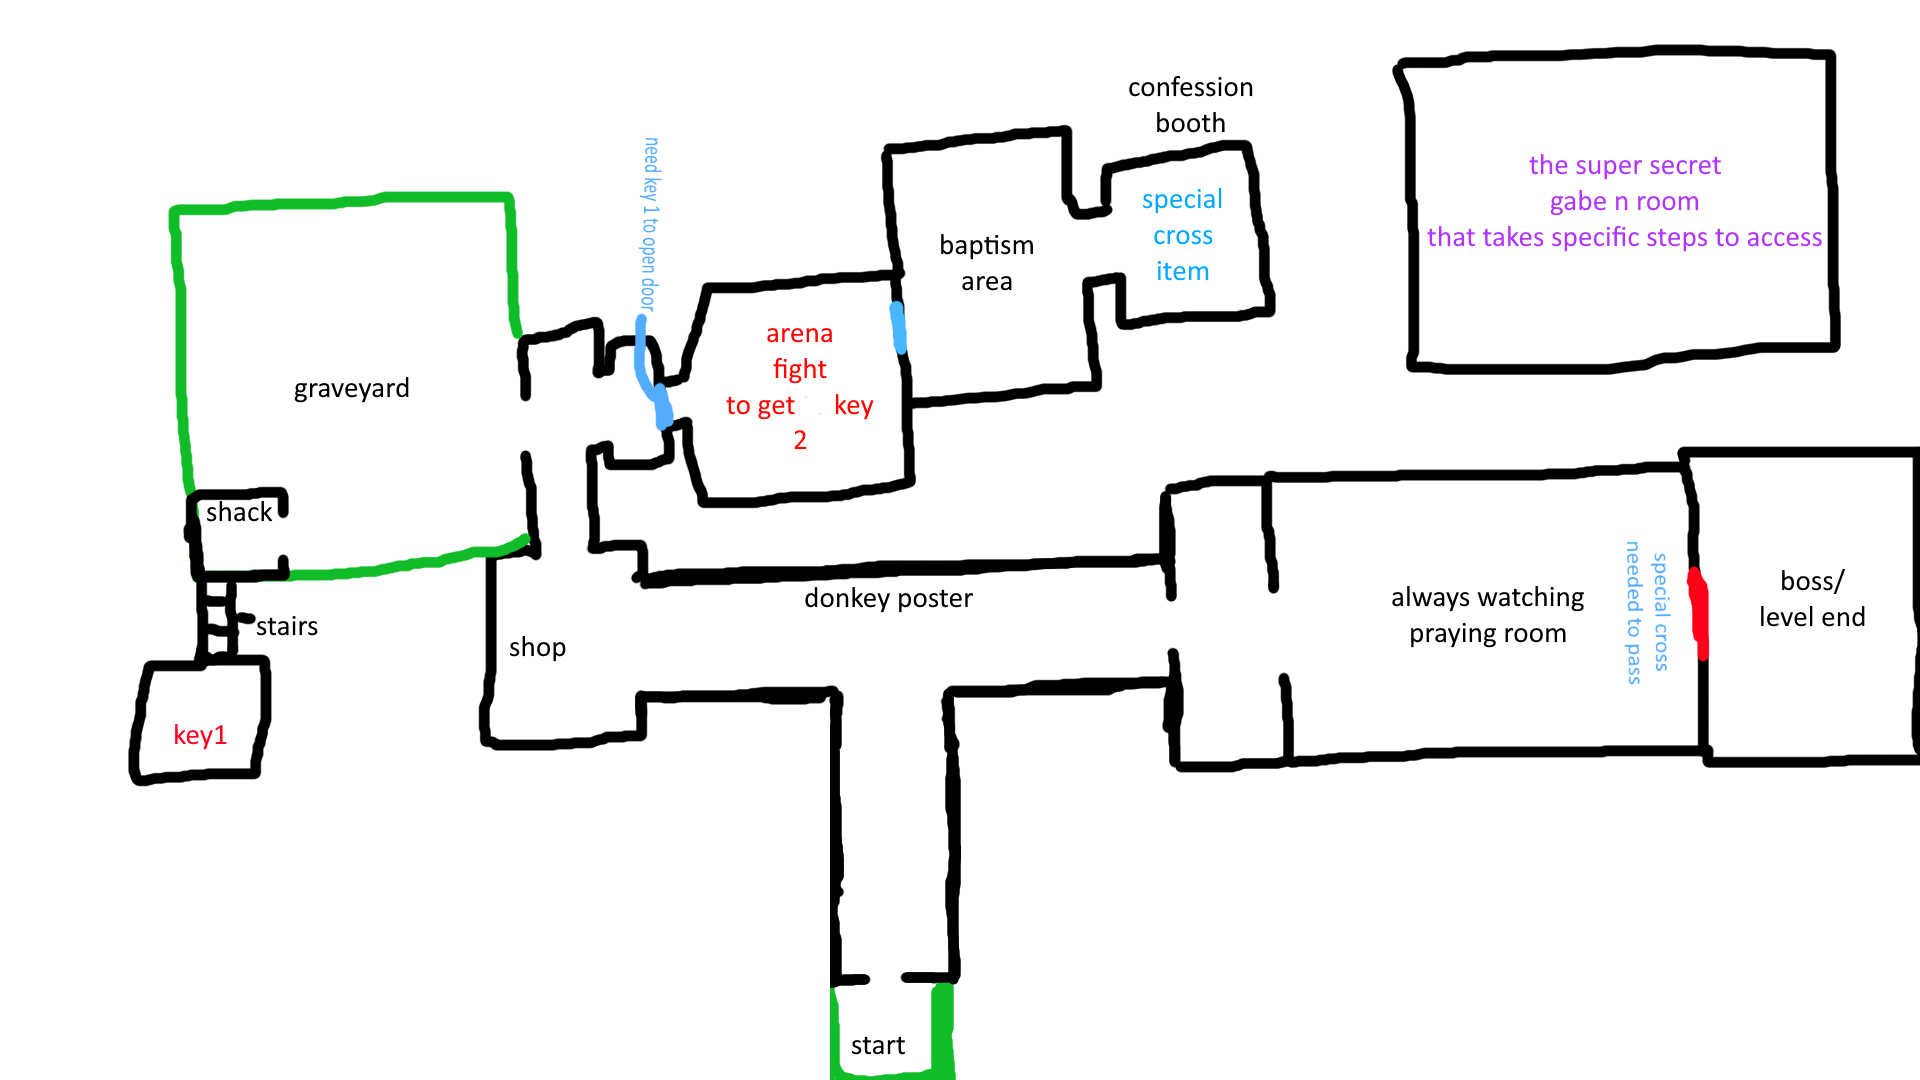 confession
booth
the super secret
gabe n room
that takes specific steps to access
need key 1 to open door
special
cross
item
baptism
area
arena
fight
to get key
2
graveyard
shack
stairs
key1
shop
donkey poster
always watching
praying room
special cross
needed to pass
boss/
level end
start